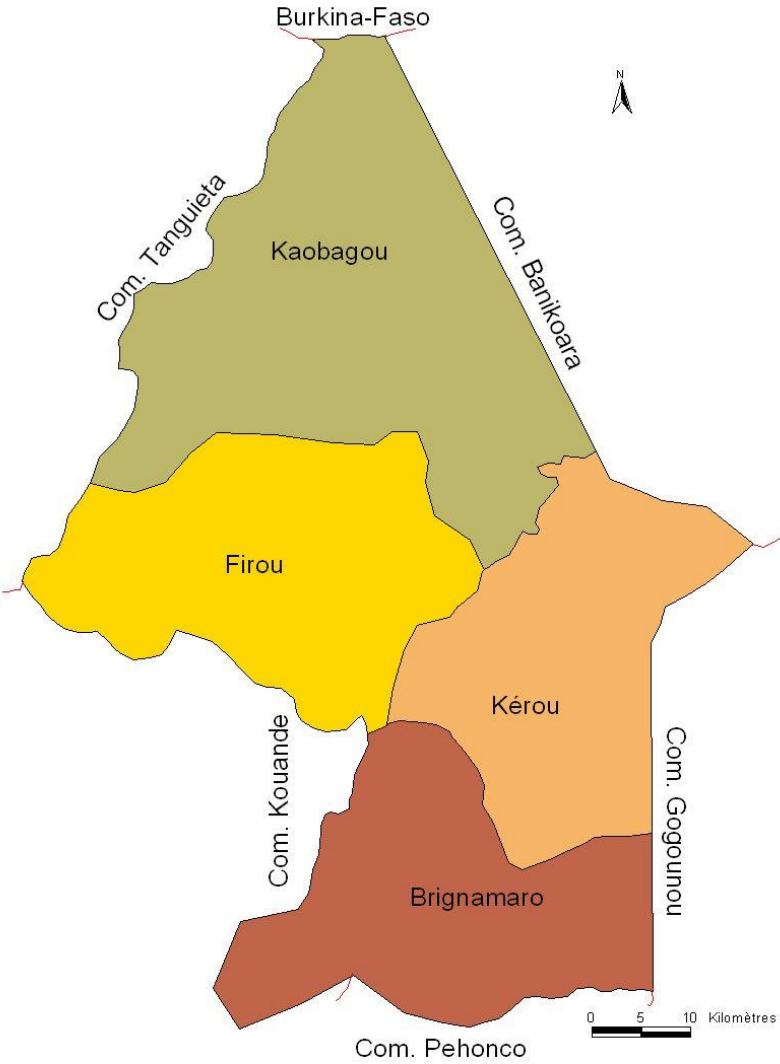 Burkina-Faso
N
Com. Tanguieta
Kaobagou
Com. Banikoara
Firou
Kérou
Com. Kouande
Com. Gogounou
Brignamaro
0 5 10 Kilomètres
Com. Pehonco